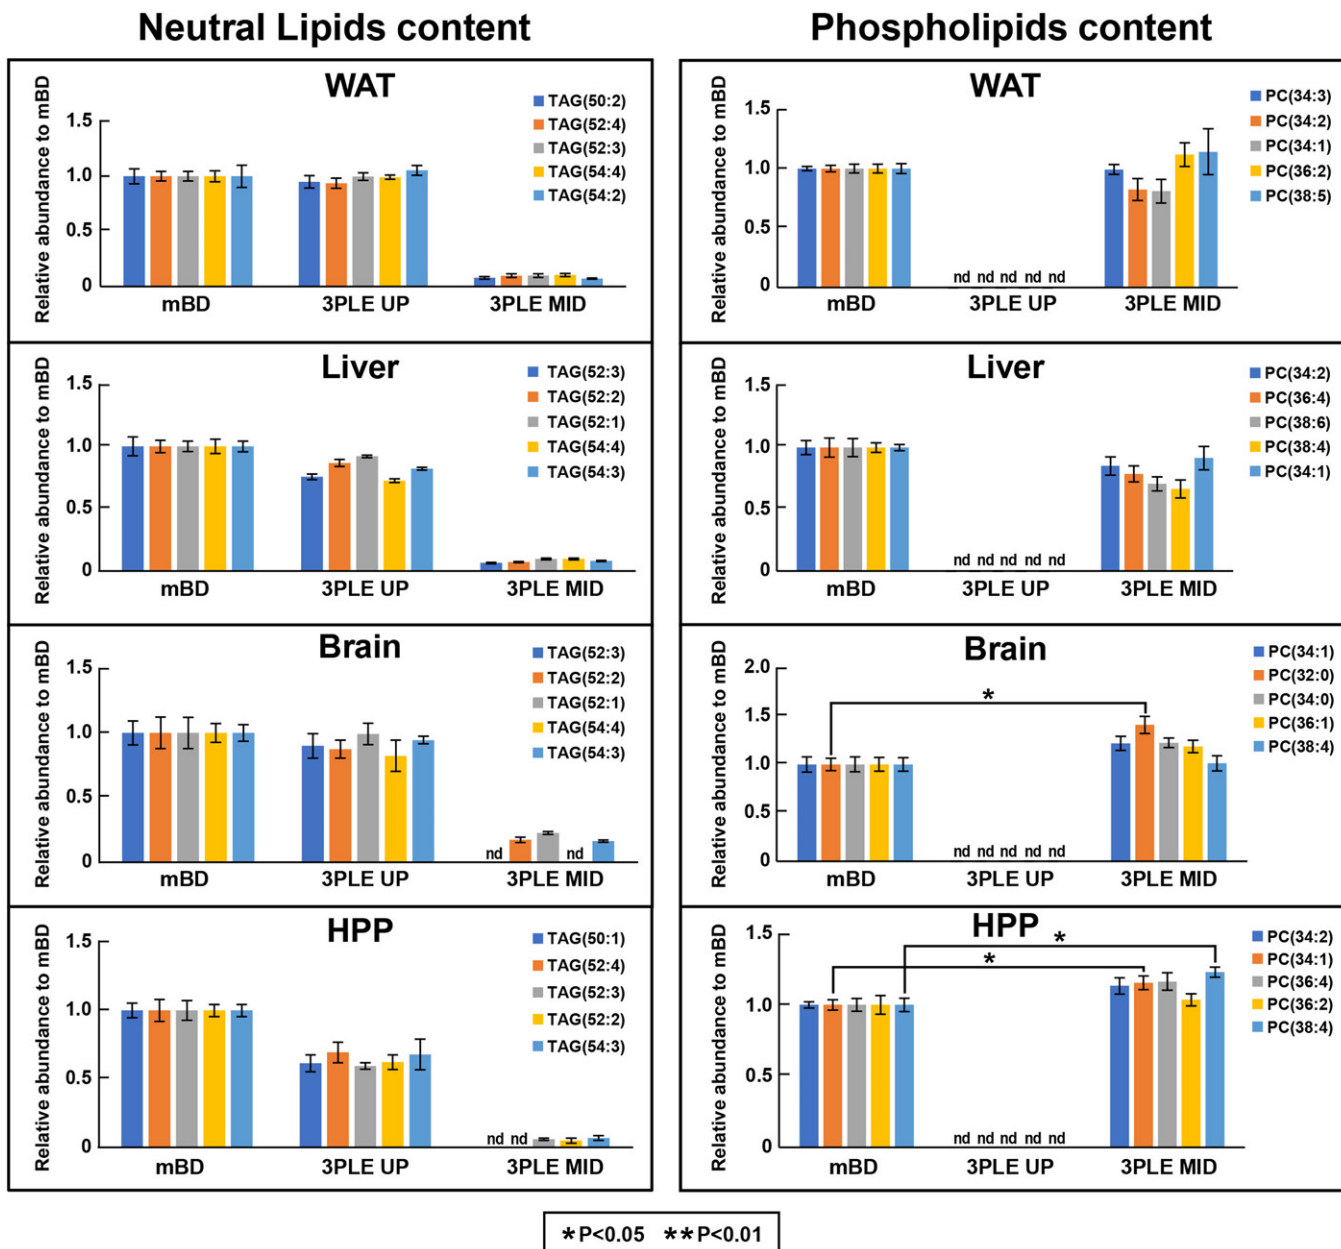 Neutral Lipids content
Phospholipids content
WAT
Relative abundance to mBD
1.5
1.0
0.5
0
TAG(50:2)
TAG(52:4)
TAG(52:3)
TAG(54:4)
TAG(54:2)
mBD 3PLE UP 3PLE MID
WAT
Relative abundance to mBD
1.5
1.0
0.5
0
PC(34:3)
PC(34:2)
PC(34:1)
PC(36:2)
PC(38:5)
nd nd nd nd nd
mBD 3PLE UP 3PLE MID
Liver
Relative abundance to mBD
1.5
1.0
0.5
0
TAG(52:3)
TAG(52:2)
TAG(52:1)
TAG(54:4)
TAG(54:3)
mBD 3PLE UP 3PLE MID
Liver
Relative abundance to mBD
1.5
1.0
0.5
0
PC(34:2)
PC(36:4)
PC(38:6)
PC(38:4)
PC(34:1)
nd nd nd nd nd
mBD 3PLE UP 3PLE MID
Brain
Relative abundance to mBD
1.5
1.0
0.5
0
TAG(52:3)
TAG(52:2)
TAG(52:1)
TAG(54:4)
TAG(54:3)
nd nd
mBD 3PLE UP 3PLE MID
Brain
Relative abundance to mBD
2.0
1.5
1.0
0.5
0
*
PC(34:1)
PC(32:0)
PC(34:0)
PC(36:1)
PC(38:4)
nd nd nd nd nd
mBD 3PLE UP 3PLE MID
HPP
Relative abundance to mBD
1.5
1.0
0.5
0
TAG(50:1)
TAG(52:4)
TAG(52:3)
TAG(52:2)
TAG(54:3)
nd nd
mBD 3PLE UP 3PLE MID
HPP
Relative abundance to mBD
1.5
1.0
0.5
0
*
*
PC(34:2)
PC(34:1)
PC(36:4)
PC(36:2)
PC(38:4)
nd nd nd nd nd
mBD 3PLE UP 3PLE MID
*P<0.05 **P<0.01